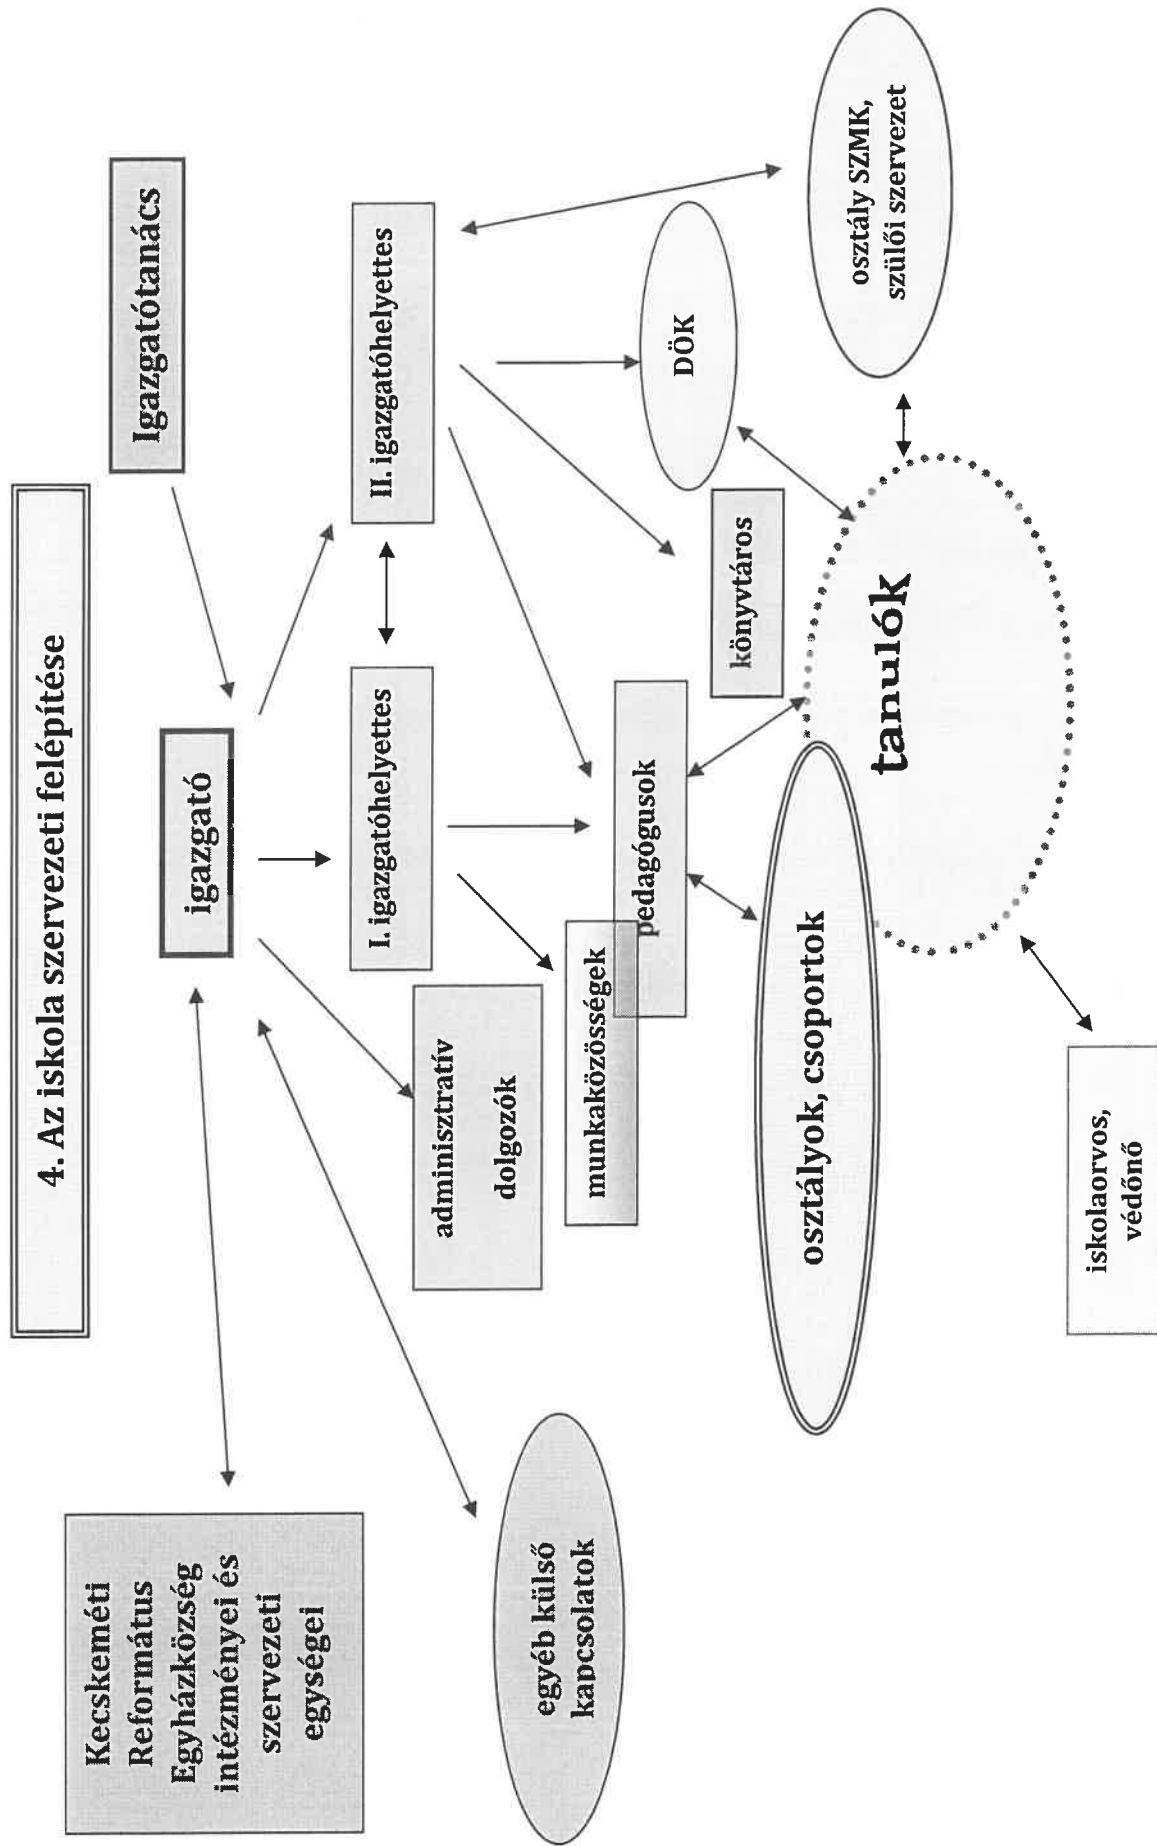 4. Az iskola szervezeti felépítése
Igazgatótanács
igazgató
Kecskeméti
Református
Egyházközség
intézményei és
szervezeti
egységei
I. igazgatóhelyettes
II. igazgatóhelyettes
adminisztratív
dolgozók
egyéb külső
kapcsolatok
munkaközösségek
pedagógusok
könyvtáros
DÖK
osztály SZMK,
szülői szervezet
osztályok, csoportok
tanulók
iskolaorvos,
védőnő